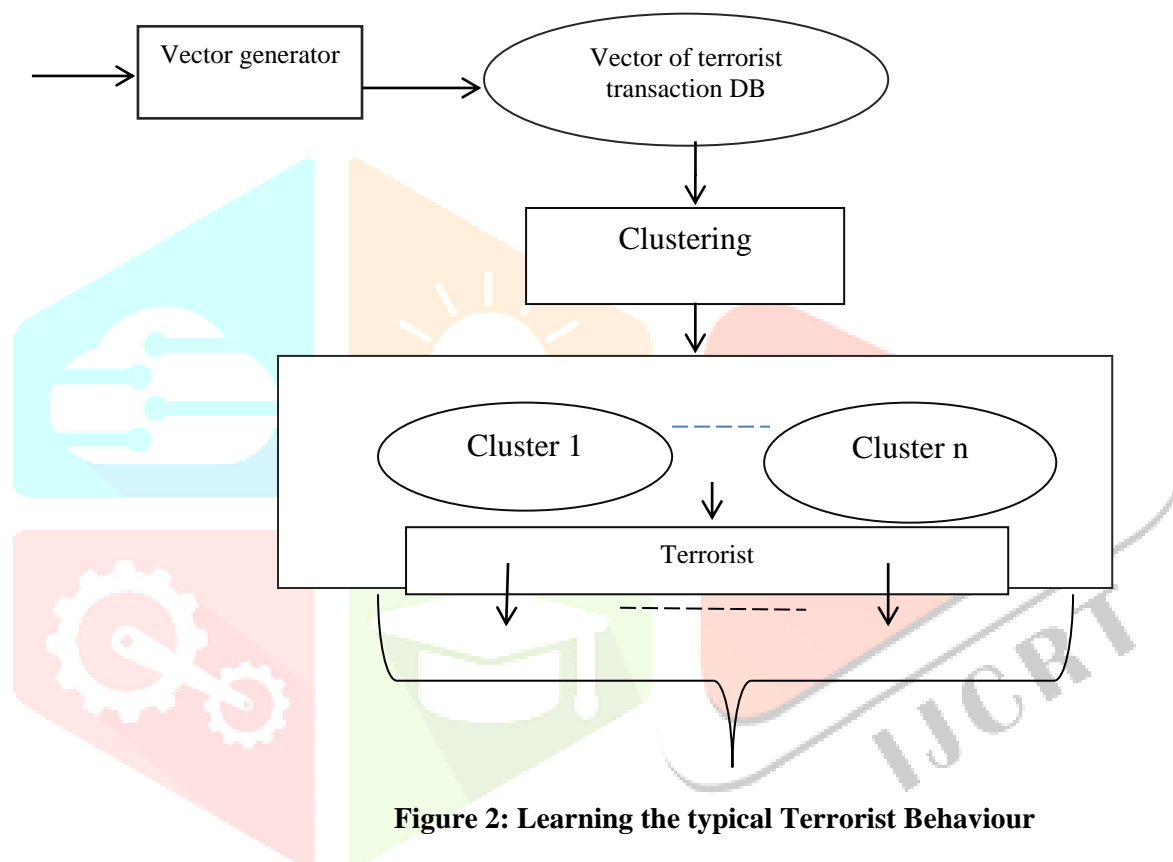 Vector generator
Vector of terrorist
transaction DB
Clustering
Cluster 1
Cluster n
Terrorist
IJCRT
Figure 2: Learning the typical Terrorist Behaviour